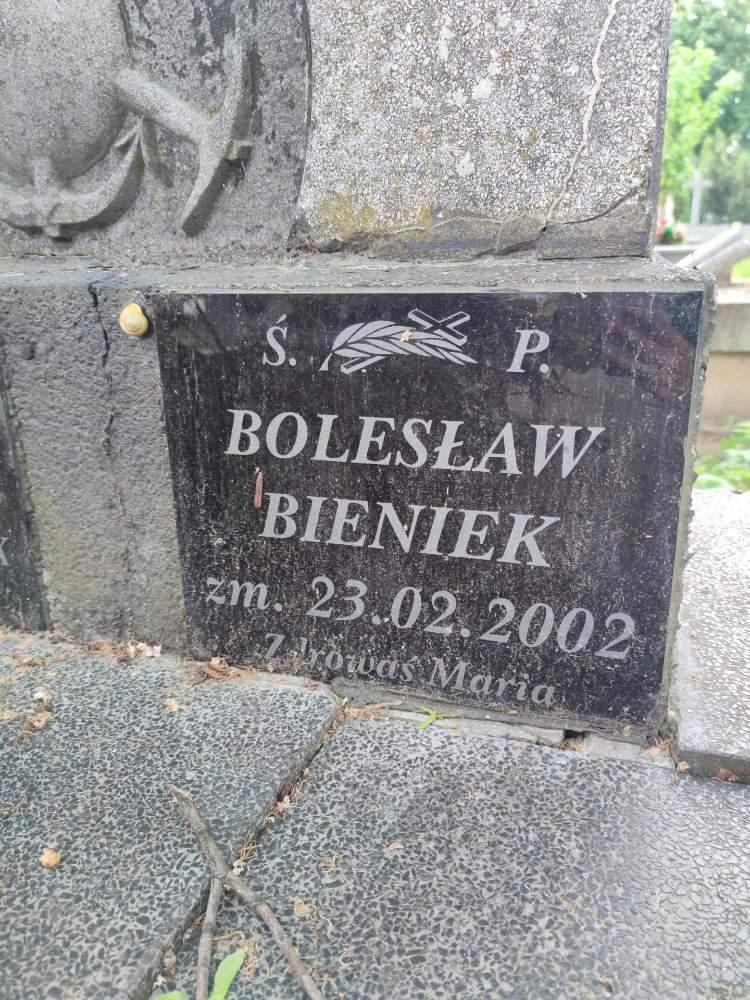 Ś. P.
BOLESŁAW
BIENIEK
zm. 23.02.2002
Zdrowaś Maria